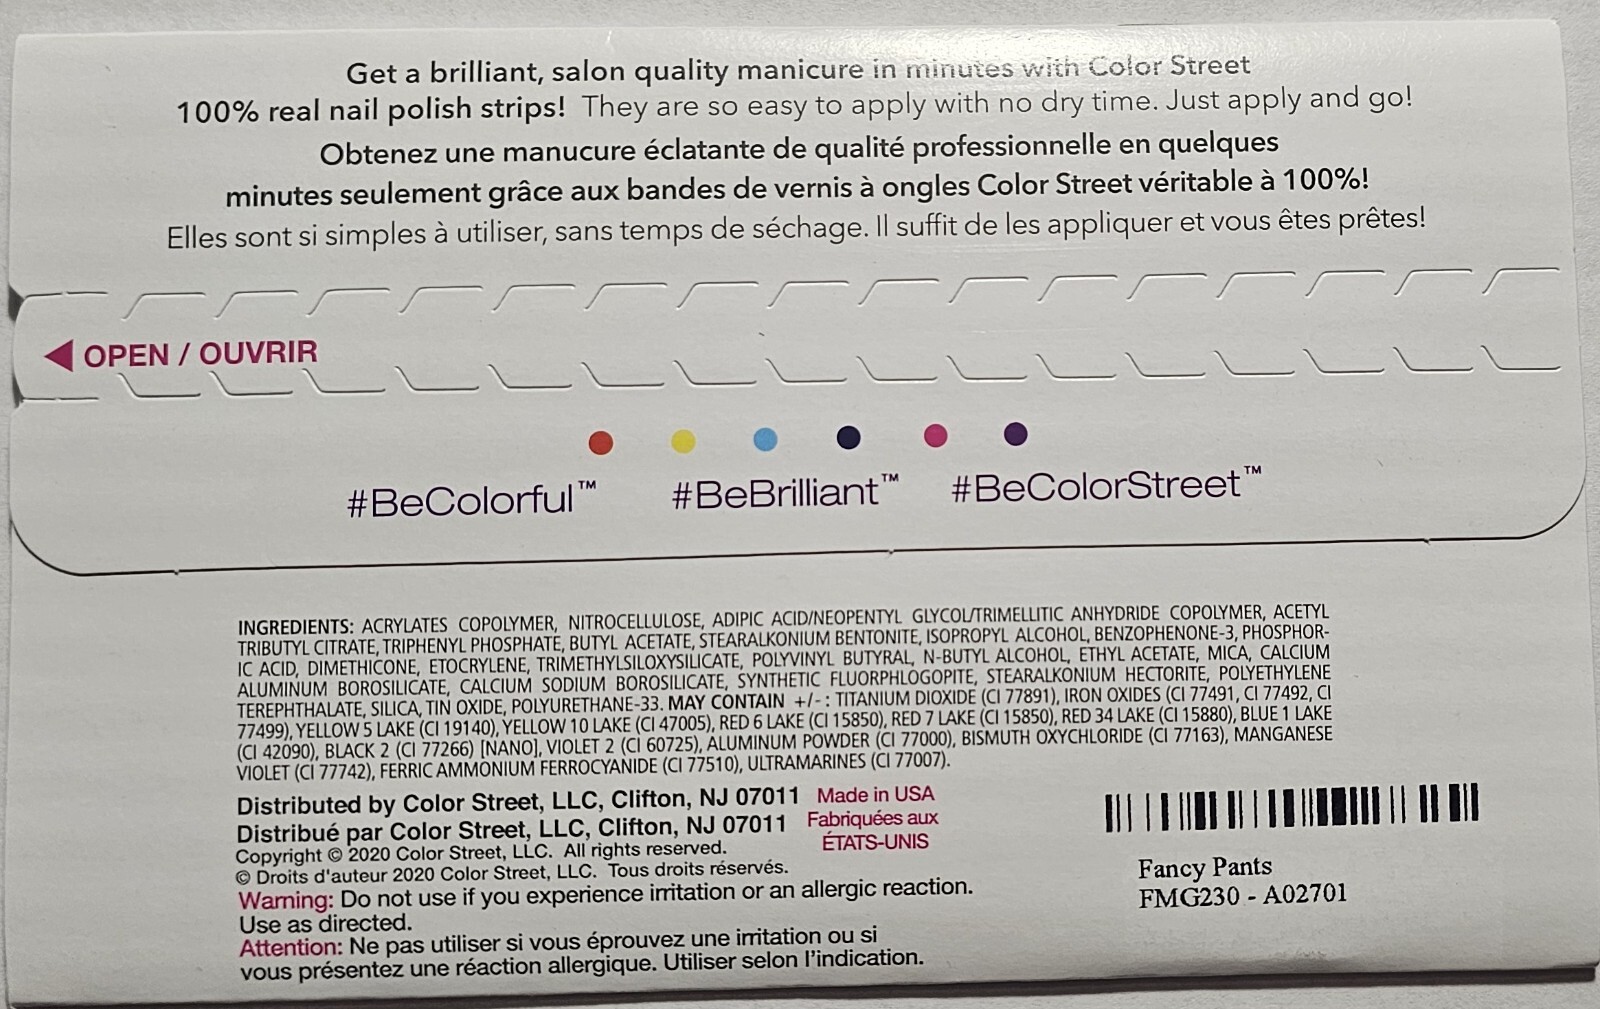 Get a brilliant, salon quality manicure in minutes with Color Street
100% real nail polish strips! They are so easy to apply with no dry time. Just apply and go!
Obtenez une manucure éclatante de qualité professionnelle en quelques
minutes seulement grâce aux bandes de vernis à ongles Color Street véritable à 100%!
Elles sont si simples à utiliser, sans temps de séchage. Il suffit de les appliquer et vous êtes prêtes!
OPEN / OUVRIR
#BeColorful™ #BeBrilliant™ #BeColorStreet™
INGREDIENTS: ACRYLATES COPOLYMER, NITROCELLULOSE, ADIPIC ACID/NEOPENTYL GLYCOL/TRIMELLITIC ANHYDRIDE COPOLYMER, ACETYL
TRIBUTYL CITRATE, TRIPHENYL PHOSPHATE, BUTYL ACETATE, STEARALKONIUM BENTONITE, ISOPROPYL ALCOHOL, BENZOPHENONE-3, PHOSPHOR-
IC ACID, DIMETHICONE, ETOCRYLENE, TRIMETHYLSILOXYSILICATE, POLYVINYL BUTYRAL, N-BUTYL ALCOHOL, ETHYL ACETATE, MICA, CALCIUM
ALUMINUM BOROSILICATE, CALCIUM SODIUM BOROSILICATE, SYNTHETIC FLUORPHLOGOPITE, STEARALKONIUM HECTORITE, POLYETHYLENE
TEREPHTHALATE, SILICA, TIN OXIDE, POLYURETHANE-33. MAY CONTAIN +/- : TITANIUM DIOXIDE (CI 77891), IRON OXIDES (CI 77491, CI 77492, CI
77499), YELLOW 5 LAKE (CI 19140), YELLOW 10 LAKE (CI 47005), RED 6 LAKE (CI 15850), RED 7 LAKE (CI 15850), RED 34 LAKE (CI 15880), BLUE 1 LAKE
(CI 42090), BLACK 2 (CI 77266) [NANO], VIOLET 2 (CI 60725), ALUMINUM POWDER (CI 77000), BISMUTH OXYCHLORIDE (CI 77163), MANGANESE
VIOLET (CI 77742), FERRIC AMMONIUM FERROCYANIDE (CI 77510), ULTRAMARINES (CI 77007).
Distributed by Color Street, LLC, Clifton, NJ 07011
Distribué par Color Street, LLC, Clifton, NJ 07011
Made in USA
Fabriquées aux
ÉTATS-UNIS
Copyright © 2020 Color Street, LLC. All rights reserved.
© Droits d'auteur 2020 Color Street, LLC. Tous droits réservés.
Warning: Do not use if you experience irritation or an allergic reaction.
Use as directed.
Attention: Ne pas utiliser si vous éprouvez une irritation ou si
vous présentez une réaction allergique. Utiliser selon l'indication.
Fancy Pants
FMG230 - A02701